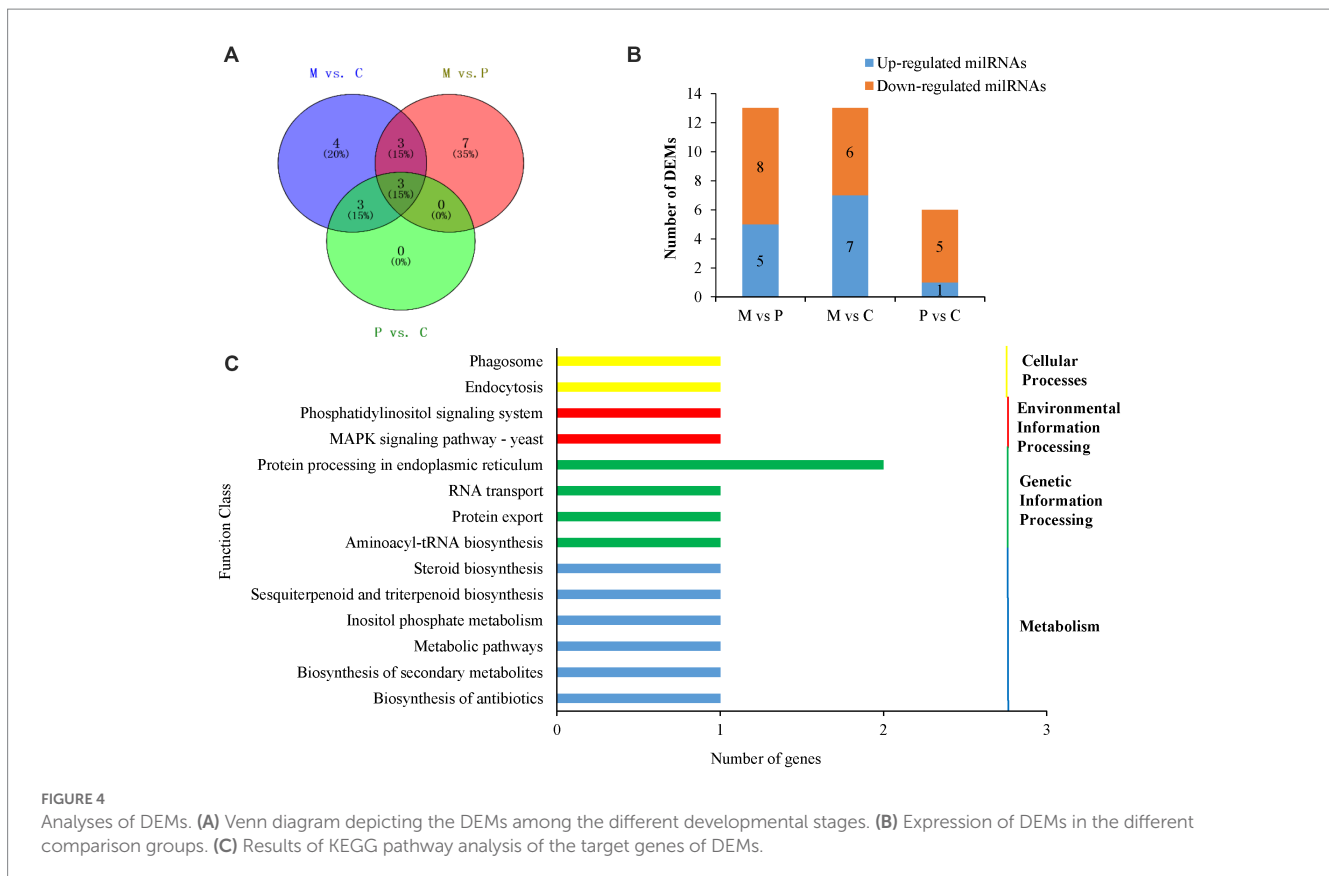 A
M vs. C
M vs.P
4
(20%)
3
(15%)
7
(35%)
3
(15%)
3
(15%)
0
(0%)
0
(0%)
P vs. C
B
Up-regulated milRNAs
Down-regulated milRNAs
Number of DEMs
14
12
10
8
6
4
2
0
8
5
6
7
5
1
M vs P
M vs C
P vs C
C
Function Class
Phagosome
Endocytosis
Phosphatidylinositol signaling system
MAPK signaling pathway - yeast
Protein processing in endoplasmic reticulum
RNA transport
Protein export
Aminoacyl-tRNA biosynthesis
Steroid biosynthesis
Sesquiterpenoid and triterpenoid biosynthesis
Inositol phosphate metabolism
Metabolic pathways
Biosynthesis of secondary metabolites
Biosynthesis of antibiotics
0
1
2
3
Number of genes
Cellular
Processes
Environmental
Information
Processing
Genetic
Information
Processing
Metabolism
FIGURE 4
Analyses of DEMs. (A) Venn diagram depicting the DEMs among the different developmental stages. (B) Expression of DEMs in the different
comparison groups. (C) Results of KEGG pathway analysis of the target genes of DEMs.